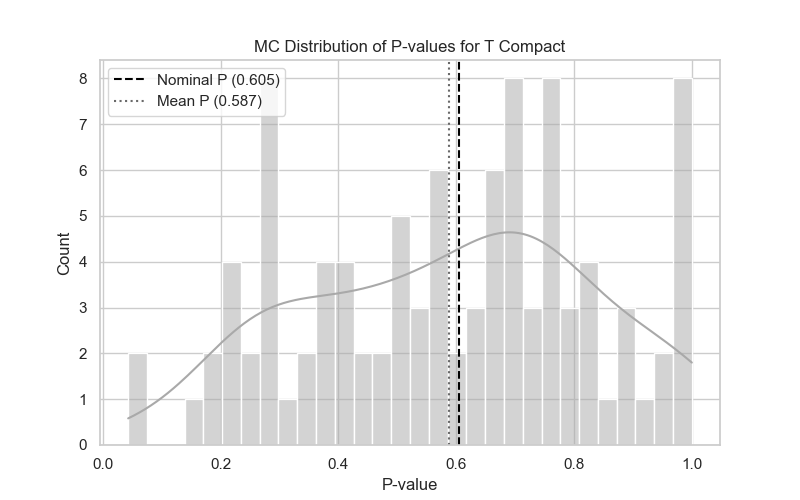 MC Distribution of P-values for T Compact
Nominal P (0.605)
Mean P (0.587)
8
7
6
5
4
3
2
1
0
Count
0.0 0.2 0.4 0.6 0.8 1.0
P-value